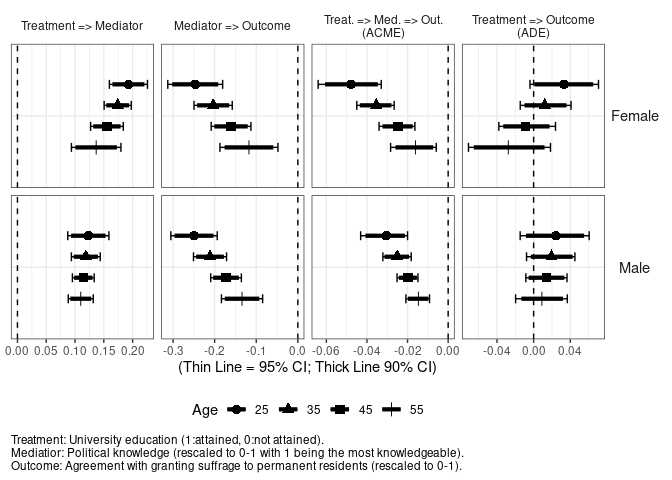 Treatment => Mediator
Mediator => Outcome
Treat. => Med. => Out.
(ACME)
Treatment => Outcome
(ADE)
Female
Male
0.00 0.05 0.10 0.15 0.20
-0.3 -0.2 -0.1 0.0
-0.06 -0.04 -0.02 0.00
-0.04 0.00 0.04
(Thin Line = 95% CI; Thick Line 90% CI)
Age 25 35 45 55
Treatment: University education (1:attained, 0:not attained).
Mediatior: Political knowledge (rescaled to 0-1 with 1 being the most knowledgeable).
Outcome: Agreement with granting suffrage to permanent residents (rescaled to 0-1).